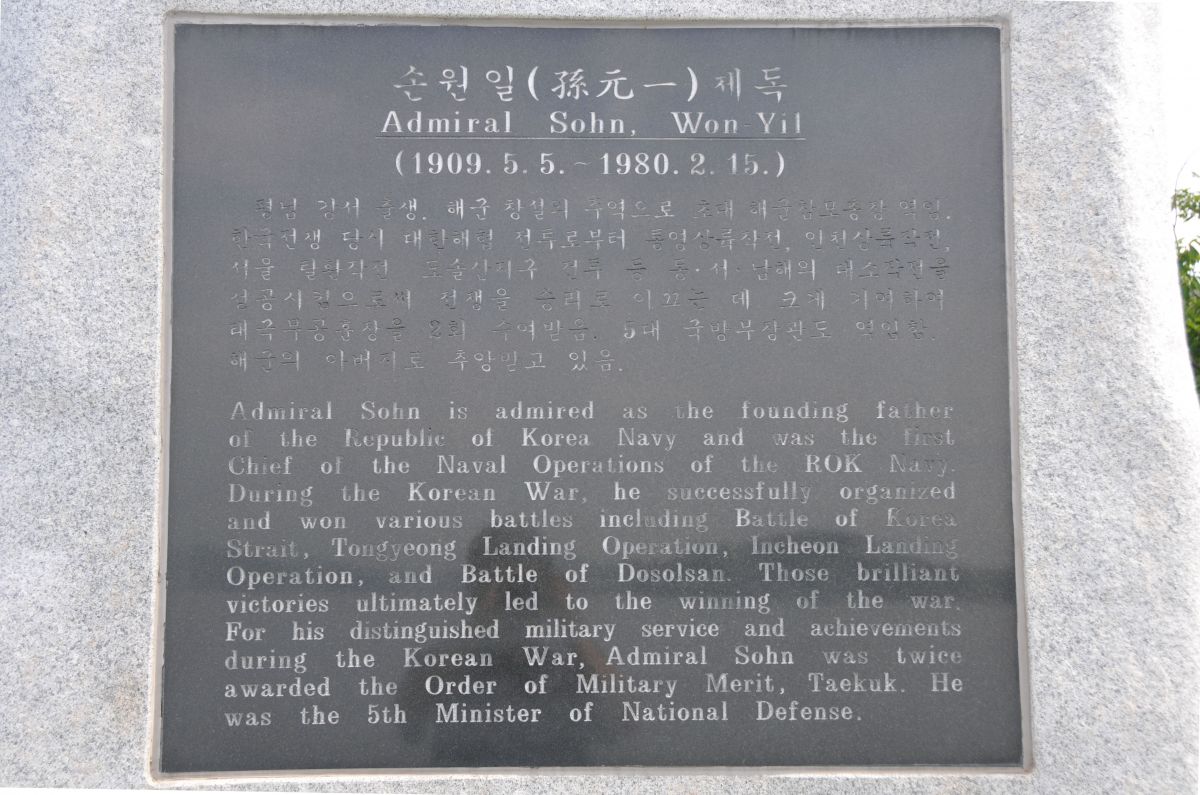 손원일(孫元一)제독
Admiral Sohn, Won-Yil
(1909. 5. 5. ~ 1980. 2. 15.)
평남 강서 출생. 해군 창설의 주역으로 초대 해군참모총장 역임.
한국전쟁 당시 대한해협 전투로부터 통영상륙작전, 인천상륙작전,
서울 탈환작전 도솔산지구 전투 등 동·서·남해의 대소작전을
성공시킴으로써 전쟁을 승리로 이끄는 데 크게 기여하여
태극무공훈장을 2회 수여받음. 5대 국방부장관도 역임함.
해군의 아버지로 추앙받고 있음.
Admiral Sohn is admired as the founding father
of the Republic of Korea Navy and was the first
Chief of the Naval Operations of the ROK Navy.
During the Korean War, he successfully organized
and won various battles including Battle of Korea
Strait, Tongyeong Landing Operation, Incheon Landing
Operation, and Battle of Dosolsan. Those brilliant
victories ultimately led to the winning of the war.
For his distinguished military service and achievements
during the Korean War, Admiral Sohn was twice
awarded the Order of Military Merit, Taekuk. He
was the 5th Minister of National Defense.